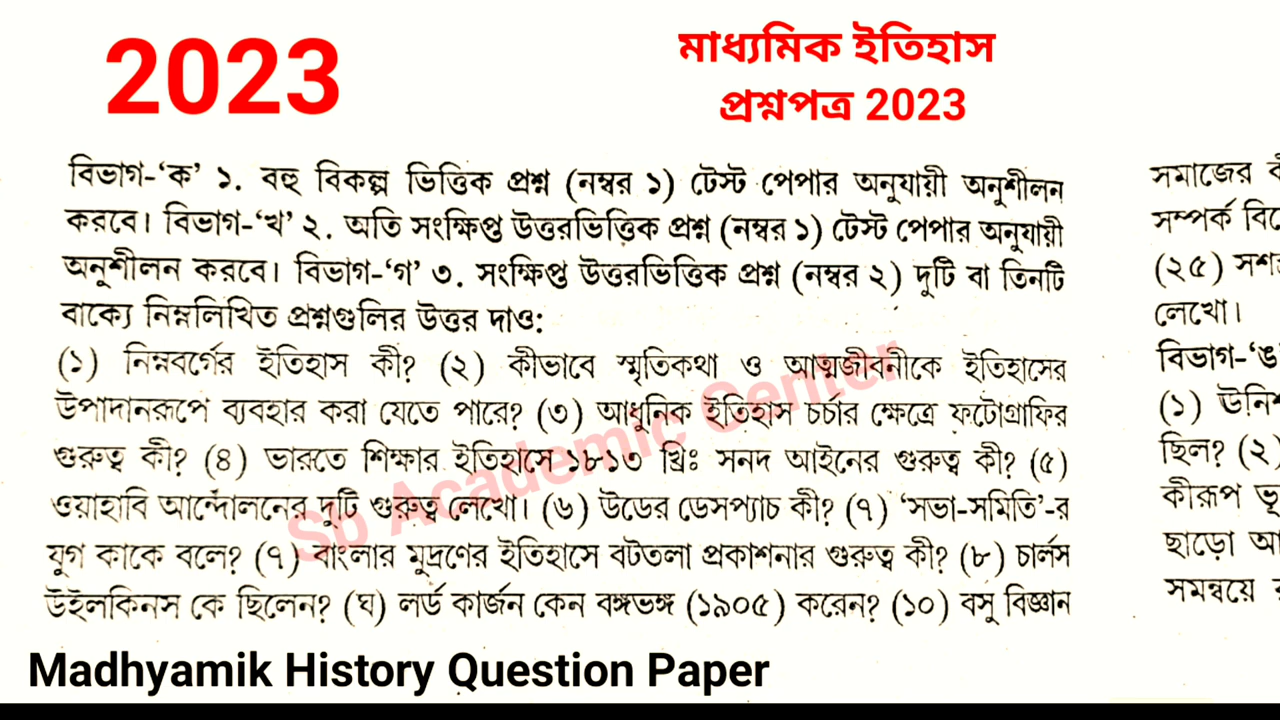 2023
মাধ্যমিক ইতিহাস
প্রশ্নপত্র 2023
বিভাগ-‘ক’ ১. বহু বিকল্প ভিত্তিক প্রশ্ন (নম্বর ১) টেস্ট পেপার অনুযায়ী অনুশীলন
করবে। বিভাগ-‘খ’ ২. অতি সংক্ষিপ্ত উত্তরভিত্তিক প্রশ্ন (নম্বর ১) টেস্ট পেপার অনুযায়ী
অনুশীলন করবে। বিভাগ-‘গ’ ৩. সংক্ষিপ্ত উত্তরভিত্তিক প্রশ্ন (নম্বর ২) দুটি বা তিনটি
বাক্যে নিম্নলিখিত প্রশ্নগুলির উত্তর দাও:
(১) নিম্নবর্গের ইতিহাস কী? (২) কীভাবে স্মৃতিকথা ও আত্মজীবনীকে ইতিহাসের
উপাদানরূপে ব্যবহার করা যেতে পারে? (৩) আধুনিক ইতিহাস চর্চার ক্ষেত্রে ফটোগ্রাফির
গুরুত্ব কী? (৪) ভারতে শিক্ষার ইতিহাসে ১৮১৩ খ্রিঃ সনদ আইনের গুরুত্ব কী? (৫)
ওয়াহাবি আন্দোলনের দুটি গুরুত্ব লেখো। (৬) উডের ডেসপ্যাচ কী? (৭) ‘সভা-সমিতি’-র
যুগ কাকে বলে? (৭) বাংলার মুদ্রণের ইতিহাসে বটতলা প্রকাশনার গুরুত্ব কী? (৮) চার্লস
উইলকিনস কে ছিলেন? (ঘ) লর্ড কার্জন কেন বঙ্গভঙ্গ (১৯০৫) করেন? (১০) বসু বিজ্ঞান
Sb Academic Center
সমাজের
সম্পর্ক
(২৫)
লেখো।
বিভাগ-‘ঙ
(১)
ছিল? (২)
কীরূপ
ছাড়ো
সমন্বয়ে
Madhyamik History Question Paper